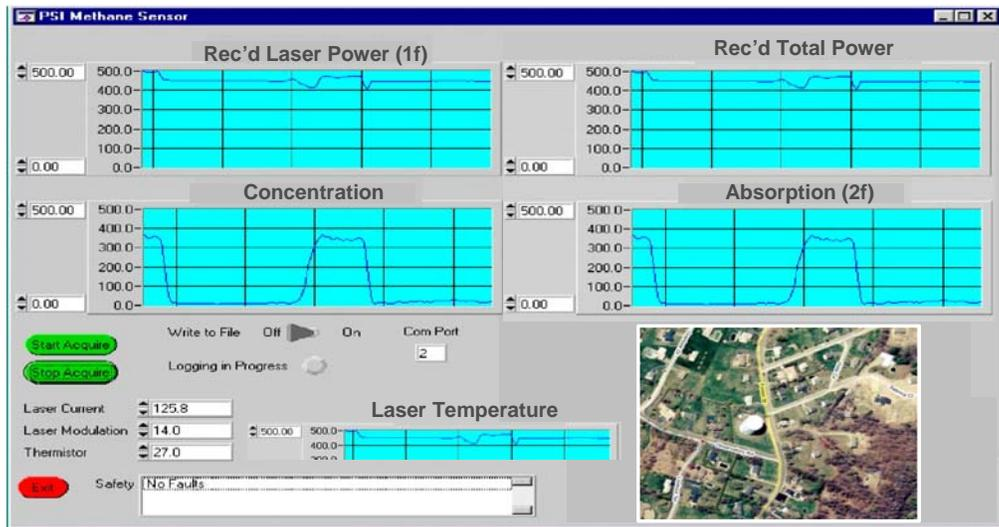 PSI Methane Sensor
Rec'd Laser Power (1f)
Rec'd Total Power
500.00
500.0
400.0
300.0
200.0
100.0
0.0
0.00
500.00
500.0
400.0
300.0
200.0
100.0
0.0
0.00
Concentration
Absorption (2f)
500.00
500.0
400.0
300.0
200.0
100.0
0.0
0.00
500.00
500.0
400.0
300.0
200.0
100.0
0.0
0.00
Write to File Off On
Com Port
2
Start Acquire
Logging in Progress
Stop Acquire
Laser Current 125.8
Laser Modulation 14.0
Thermistor 27.0
Laser Temperature
500.00
500.0
400.0
Exit
Safety No Faults